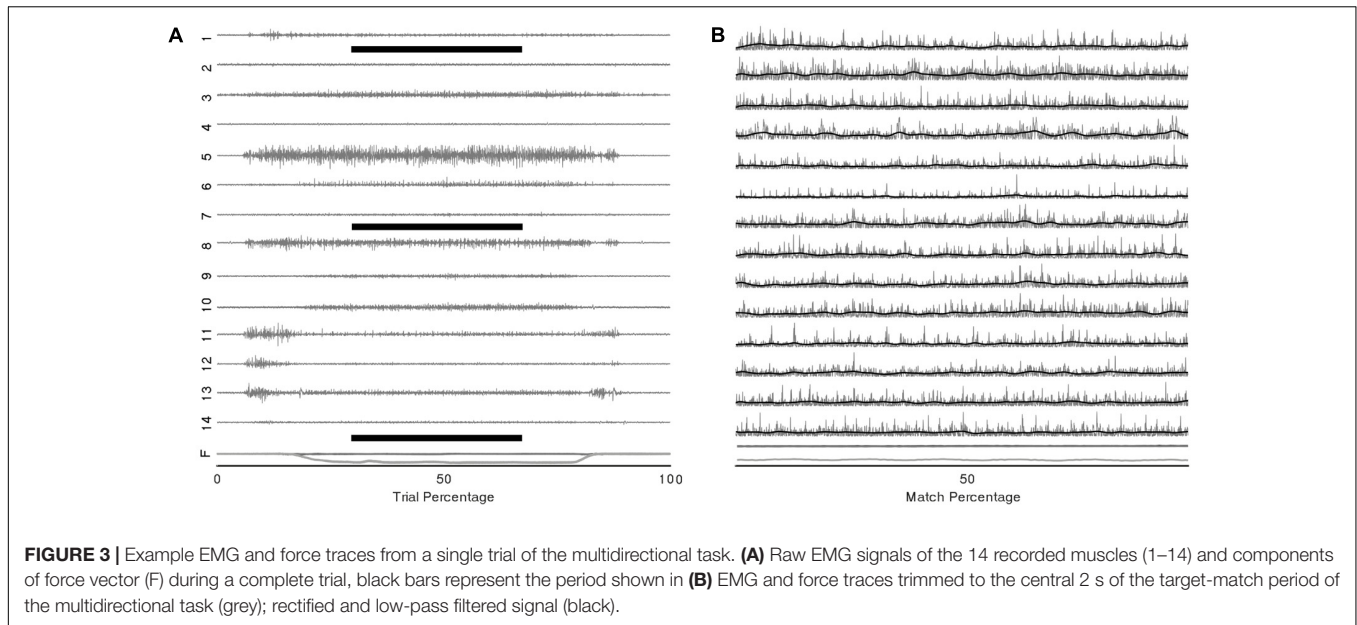 A
B
1
2
3
4
5
6
7
8
9
10
11
12
13
14
F
0
50
100
Trial Percentage
50
Match Percentage
FIGURE 3 | Example EMG and force traces from a single trial of the multidirectional task. (A) Raw EMG signals of the 14 recorded muscles (1–14) and components
of force vector (F) during a complete trial, black bars represent the period shown in (B) EMG and force traces trimmed to the central 2 s of the target-match period of
the multidirectional task (grey); rectified and low-pass filtered signal (black).